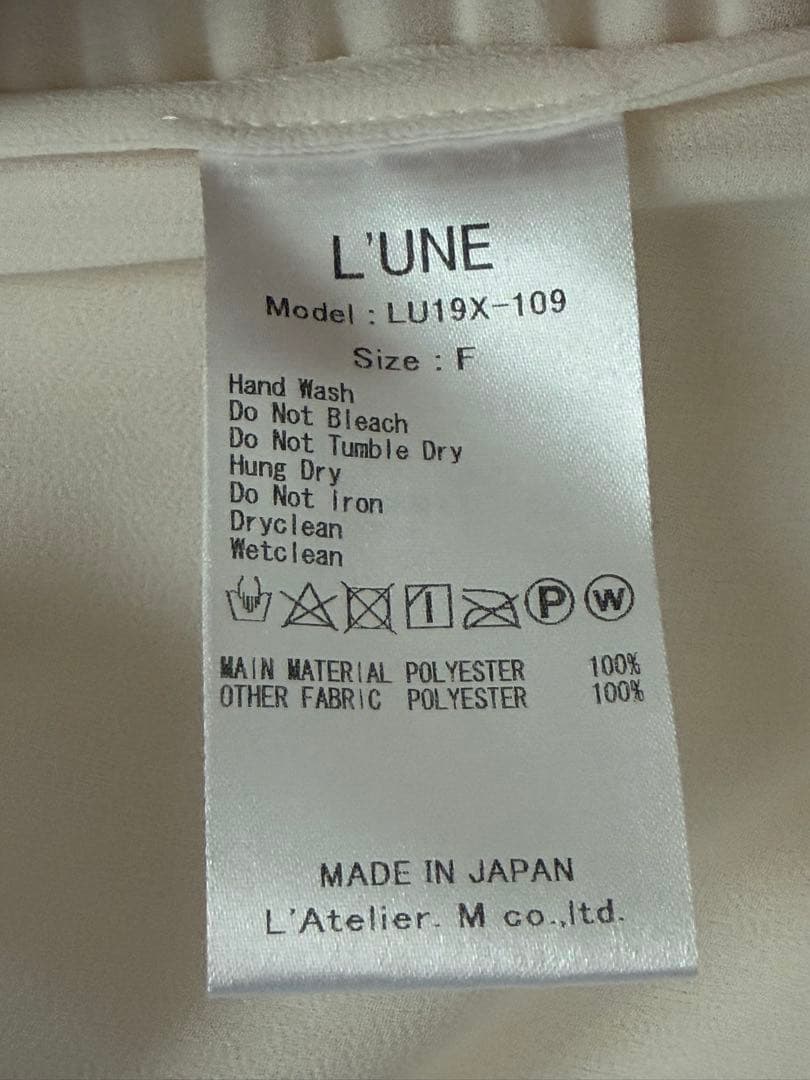 L'UNE
Model : LU19X-109
Size : F
Hand Wash
Do Not Bleach
Do Not Tumble Dry
Hung Dry
Do Not Iron
Dryclean
Wetclean
P W
MAIN MATERIAL POLYESTER 100%
OTHER FABRIC POLYESTER 100%
MADE IN JAPAN
L'Atelier. M co.,ltd.